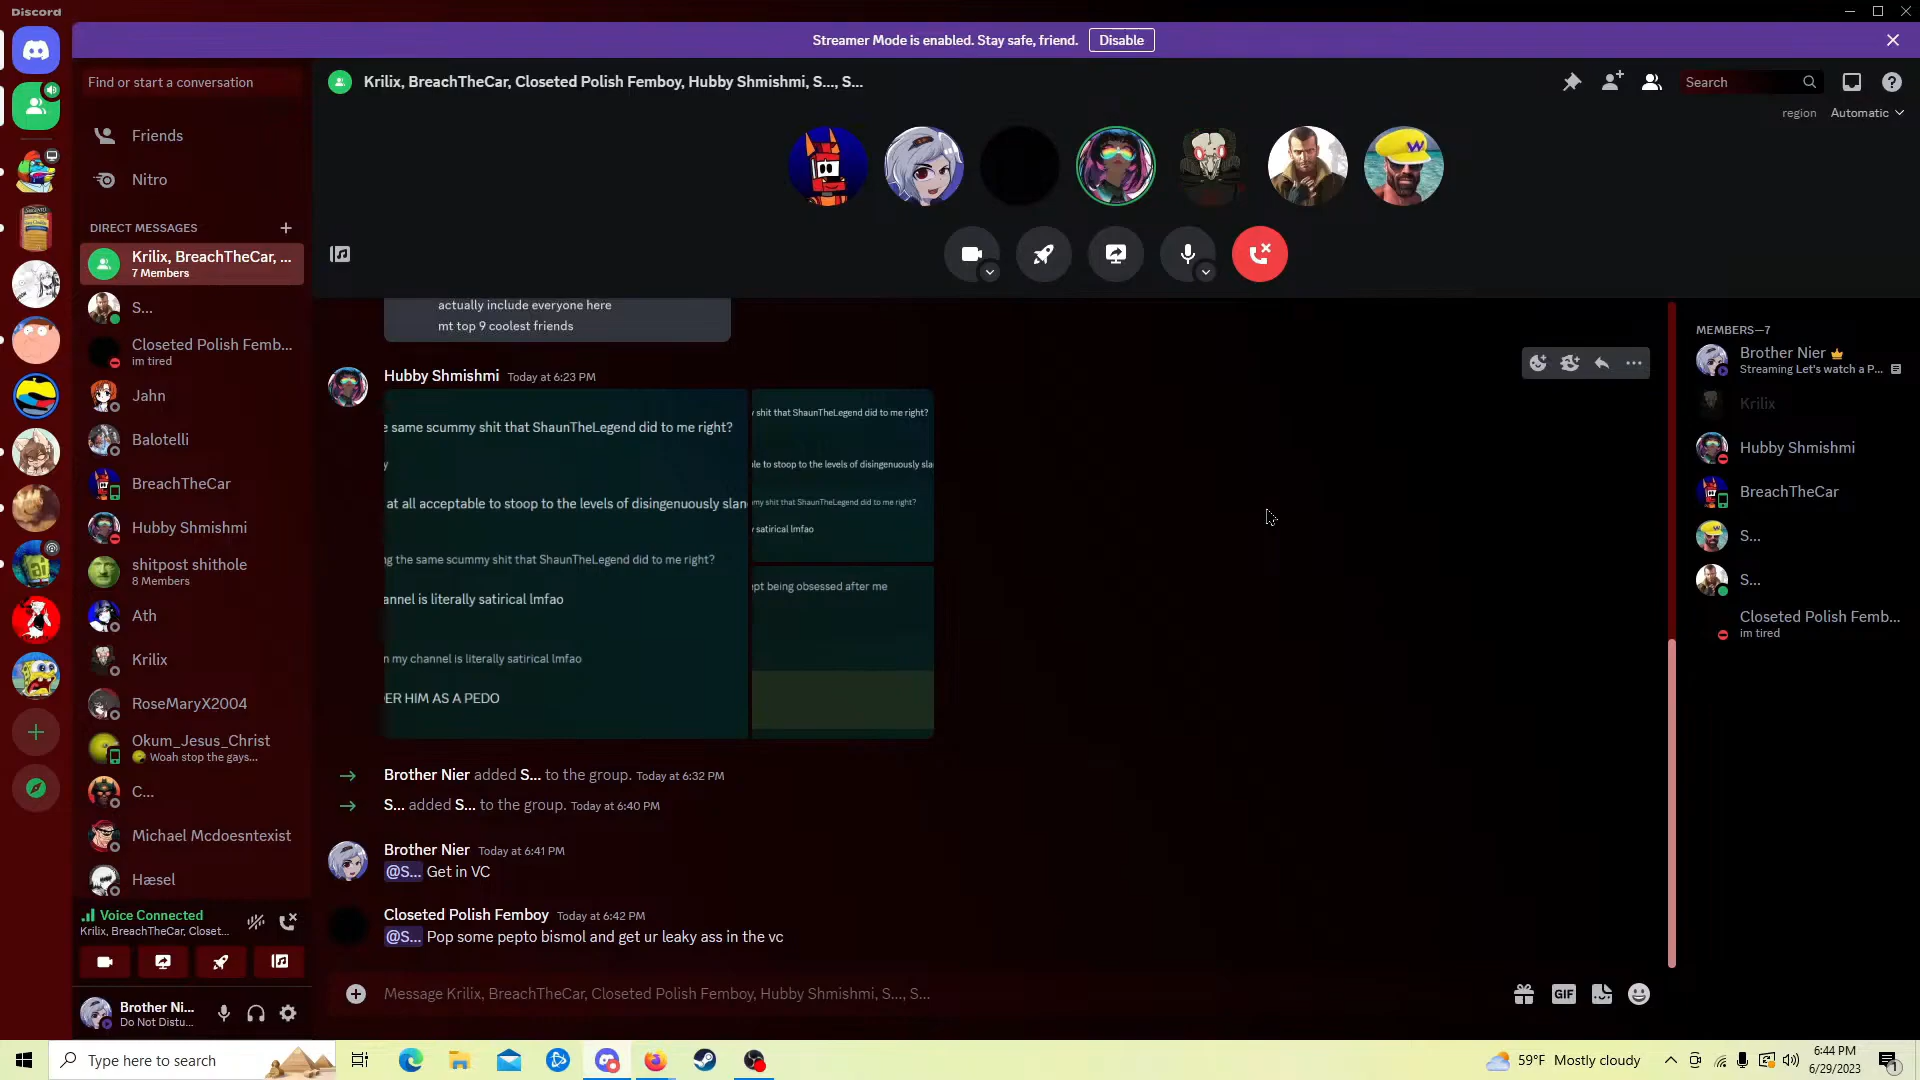 Discord
Streamer Mode is enabled. Stay safe, friend.
Disable
Find or start a conversation
Krilix, BreachTheCar, Closeted Polish Femboy, Hubby Shmishmi, S..., S...
Search
region
Automatic
Friends
Nitro
DIRECT MESSAGES
Krilix, BreachTheCar, ...
7 Members
S...
Closeted Polish Femb...
im tired
Jahn
Balotelli
BreachTheCar
Hubby Shmishmi
shitpost shithole
8 Members
Ath
Krilix
RoseMaryX2004
Okum_Jesus_Christ
Woah stop the gays...
C...
Michael Mcdoesntexist
Hæsel
Voice Connected
Krilix, BreachTheCar, Closet...
Brother Ni...
Do Not Distu...
actually include everyone here
mt top 9 coolest friends
Hubby Shmishmi Today at 6:23 PM
e same scummy shit that ShaunTheLegend did to me right?
y
at all acceptable to stoop to the levels of disingenuously slan
ng the same scummy shit that ShaunTheLegend did to me right?
annel is literally satirical lmfao
n my channel is literally satirical lmfao
ER HIM AS A PEDO
y shit that ShaunTheLegend did to me right?
le to stoop to the levels of disingenuously sla
my shit that ShaunTheLegend did to me right?
y satirical lmfao
ept being obsessed after me
Brother Nier added S... to the group. Today at 6:32 PM
S... added S... to the group. Today at 6:40 PM
Brother Nier Today at 6:41 PM
@S... Get in VC
Closeted Polish Femboy Today at 6:42 PM
@S... Pop some pepto bismol and get ur leaky ass in the vc
Message Krilix, BreachTheCar, Closeted Polish Femboy, Hubby Shmishmi, S..., S...
GIF
MEMBERS—7
Brother Nier
Streaming Let's watch a P...
Krilix
Hubby Shmishmi
BreachTheCar
S...
S...
Closeted Polish Femb...
im tired
Type here to search
59°F Mostly cloudy
6:44 PM
6/29/2023
1